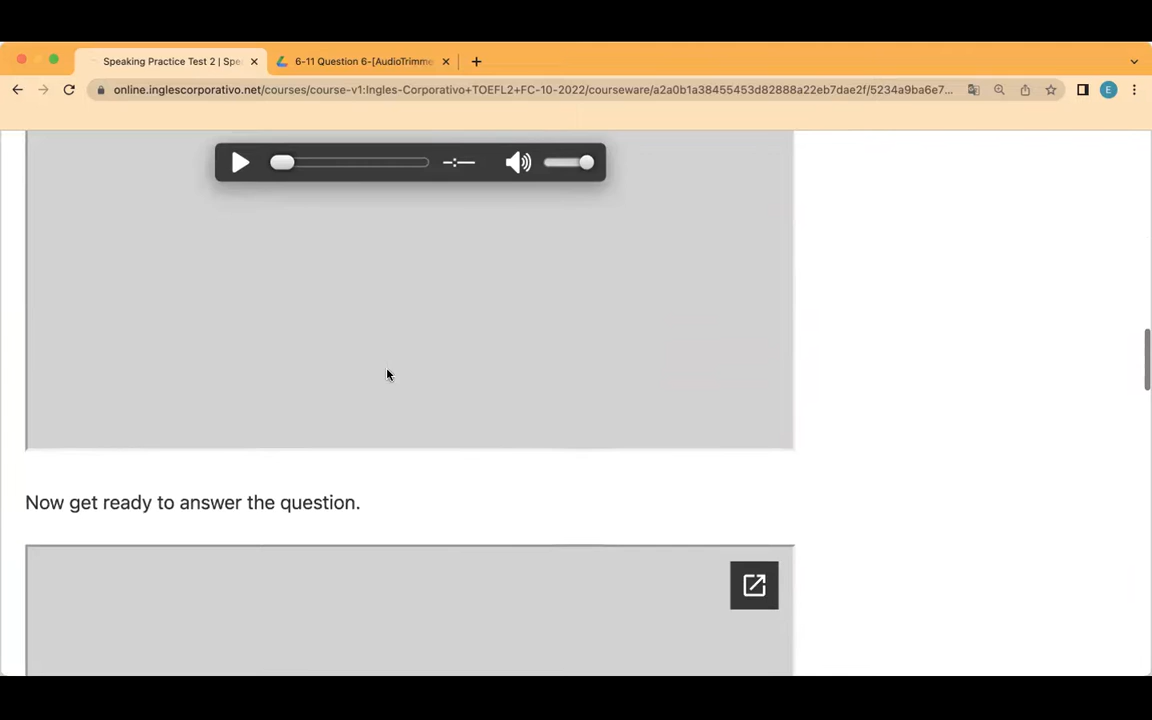 Speaking Practice Test 2 | Spe
6-11 Question 6-[AudioTrimme
online.inglescorporativo.net/courses/course-v1:Ingles-Corporativo+TOEFL2+FC-10-2022/courseware/a2a0b1a38455453d82888a22eb7dae2f/5234a9ba6e7...
E
--:--
Now get ready to answer the question.